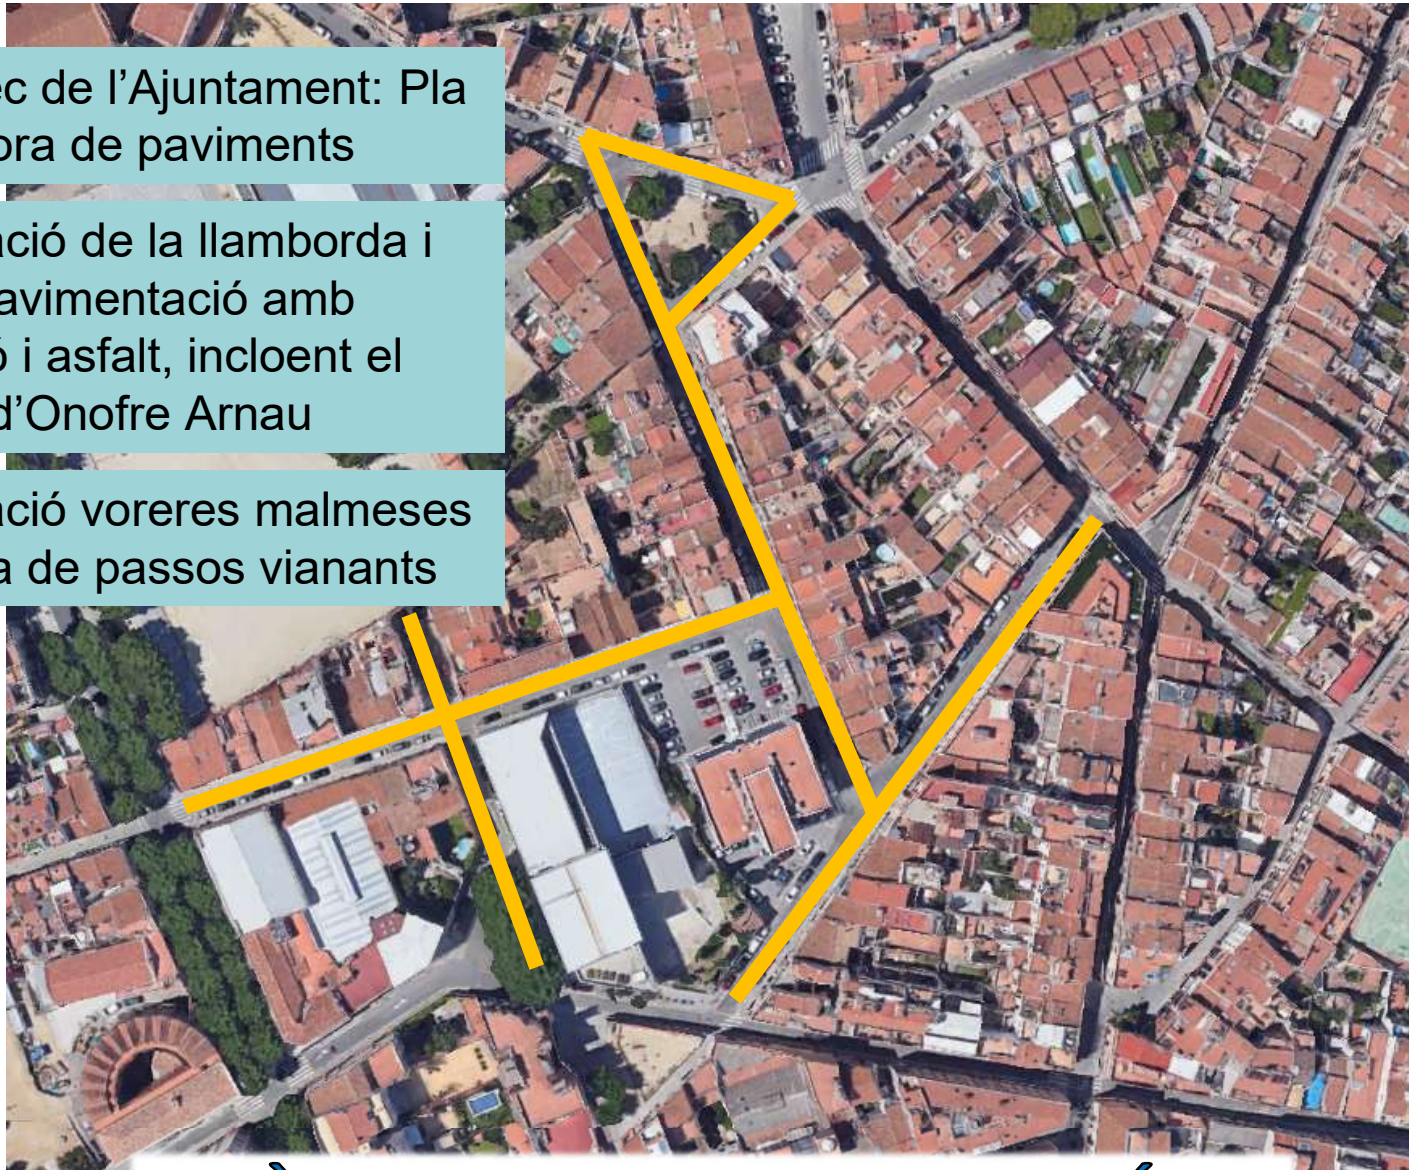 c de l’Ajuntament: Pla
ora de paviments
ació de la llamborda i
avimentació amb
ó i asfalt, incloent el
d’Onofre Arnau
ació voreres malmeses
a de passos vianants